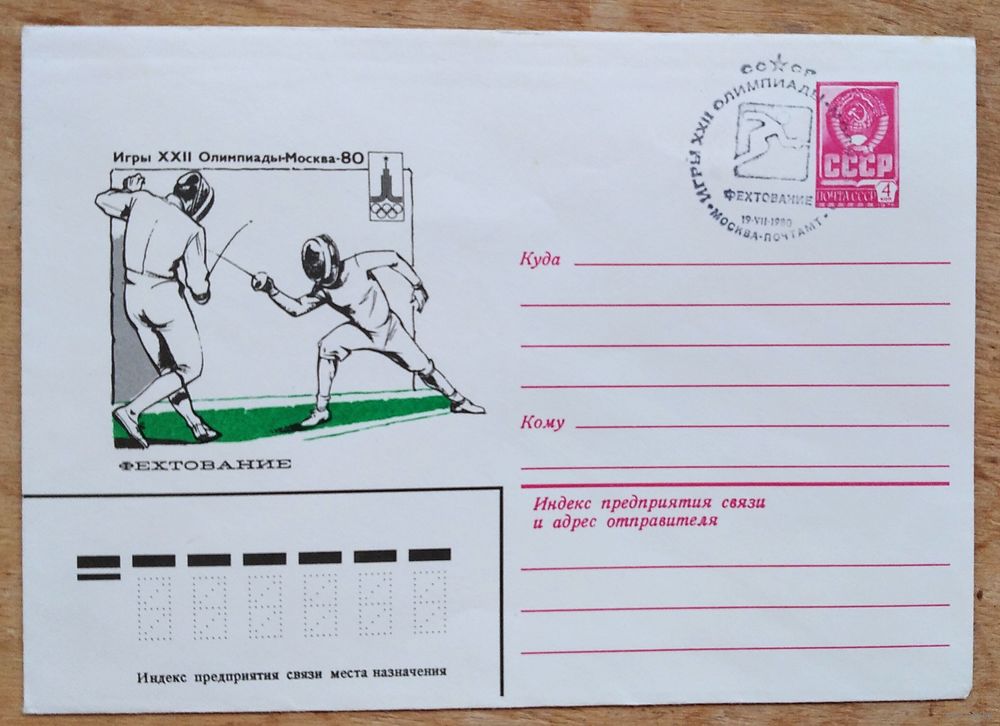 СССР
ИГРЫ XXII ОЛИМПИАДЫ
ФЕХТОВАНИЕ
19-VII-1980
МОСКВА-ПОЧТАМТ
СССР
ПОЧТА СССР
4
Игры XXII Олимпиады-Москва-80
ФЕХТОВАНИЕ
Куда
Кому
Индекс предприятия связи
и адрес отправителя
Индекс предприятия связи места назначения